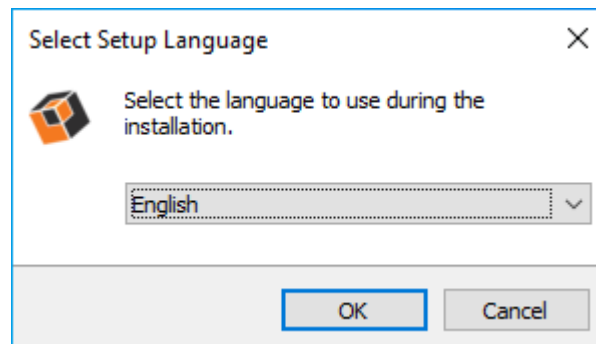 Select Setup Language
Select the language to use during the
installation.
English
OK
Cancel